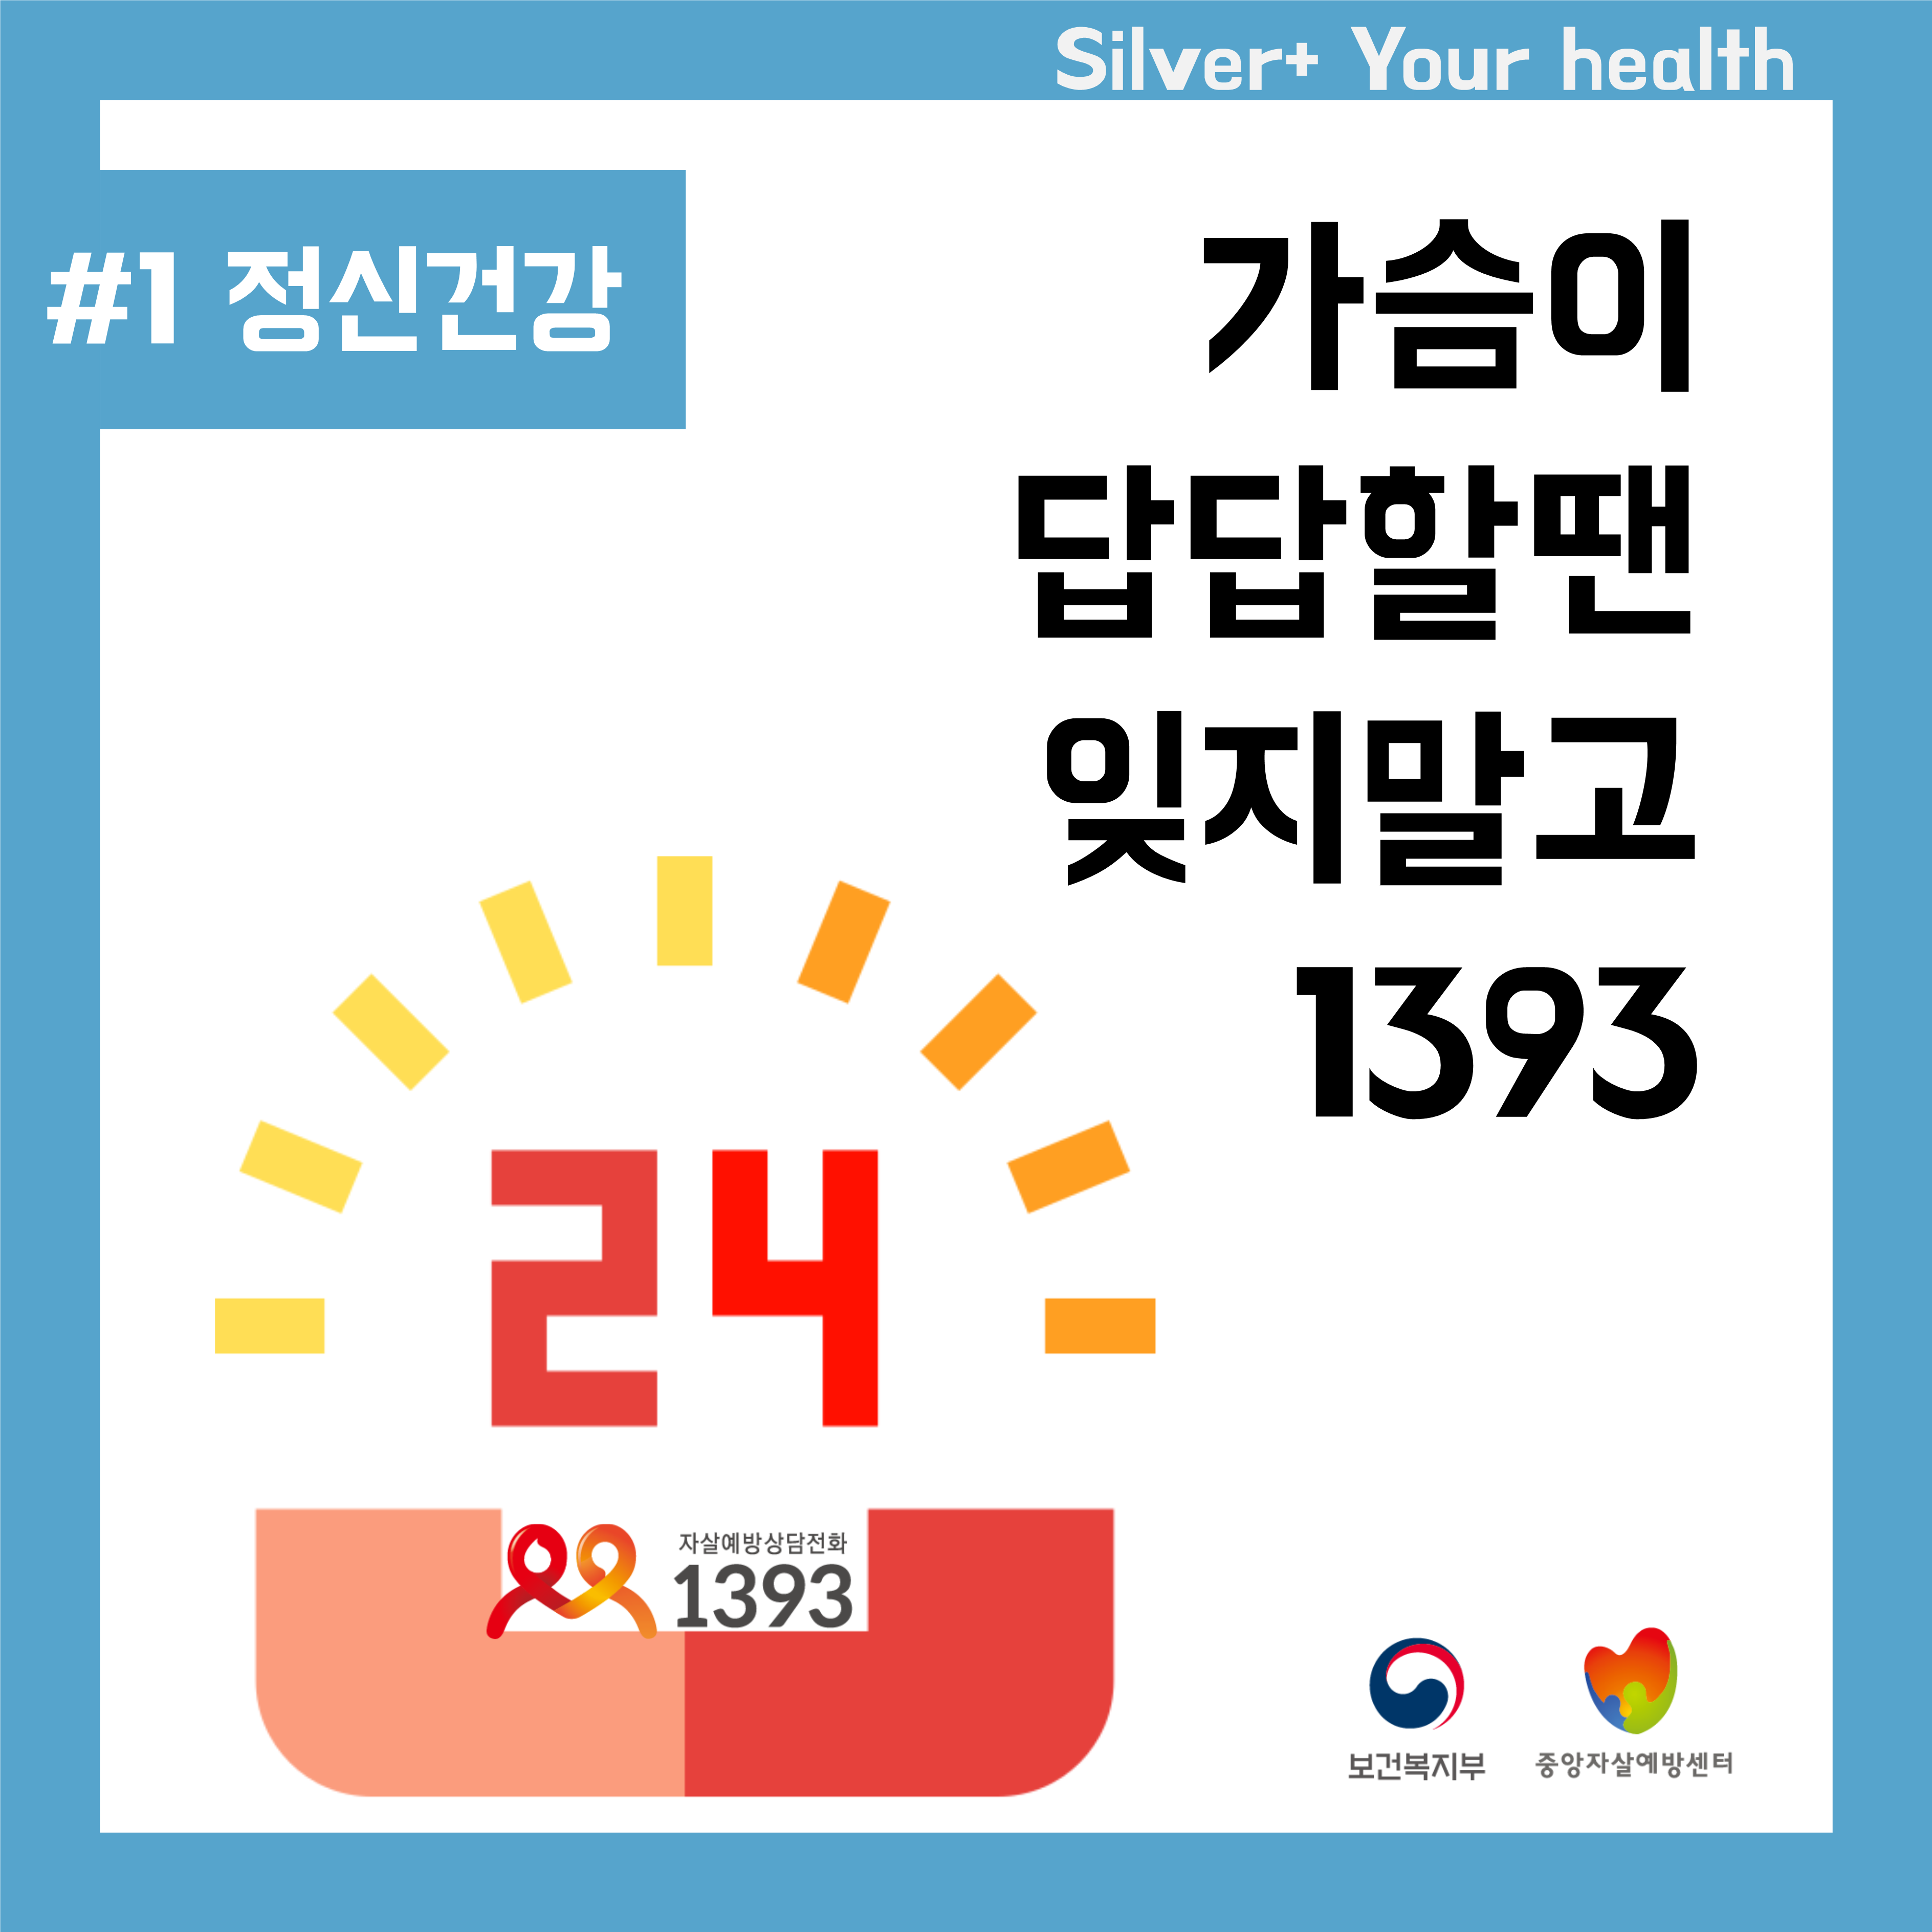 Silver+ Your health
#1 정신건강
가슴이
답답할땐
잊지말고
1393
24
자살예방상담전화
1393
보건복지부
중앙자살예방센터